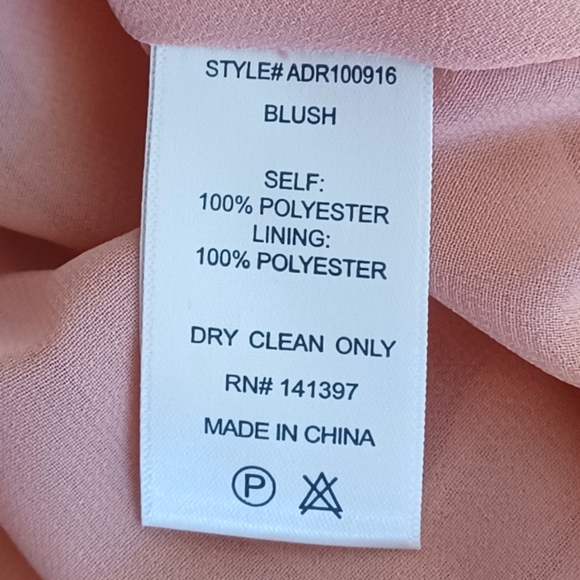 STYLE# ADR100916
BLUSH
SELF:
100% POLYESTER
LINING:
100% POLYESTER
DRY CLEAN ONLY
RN# 141397
MADE IN CHINA
P